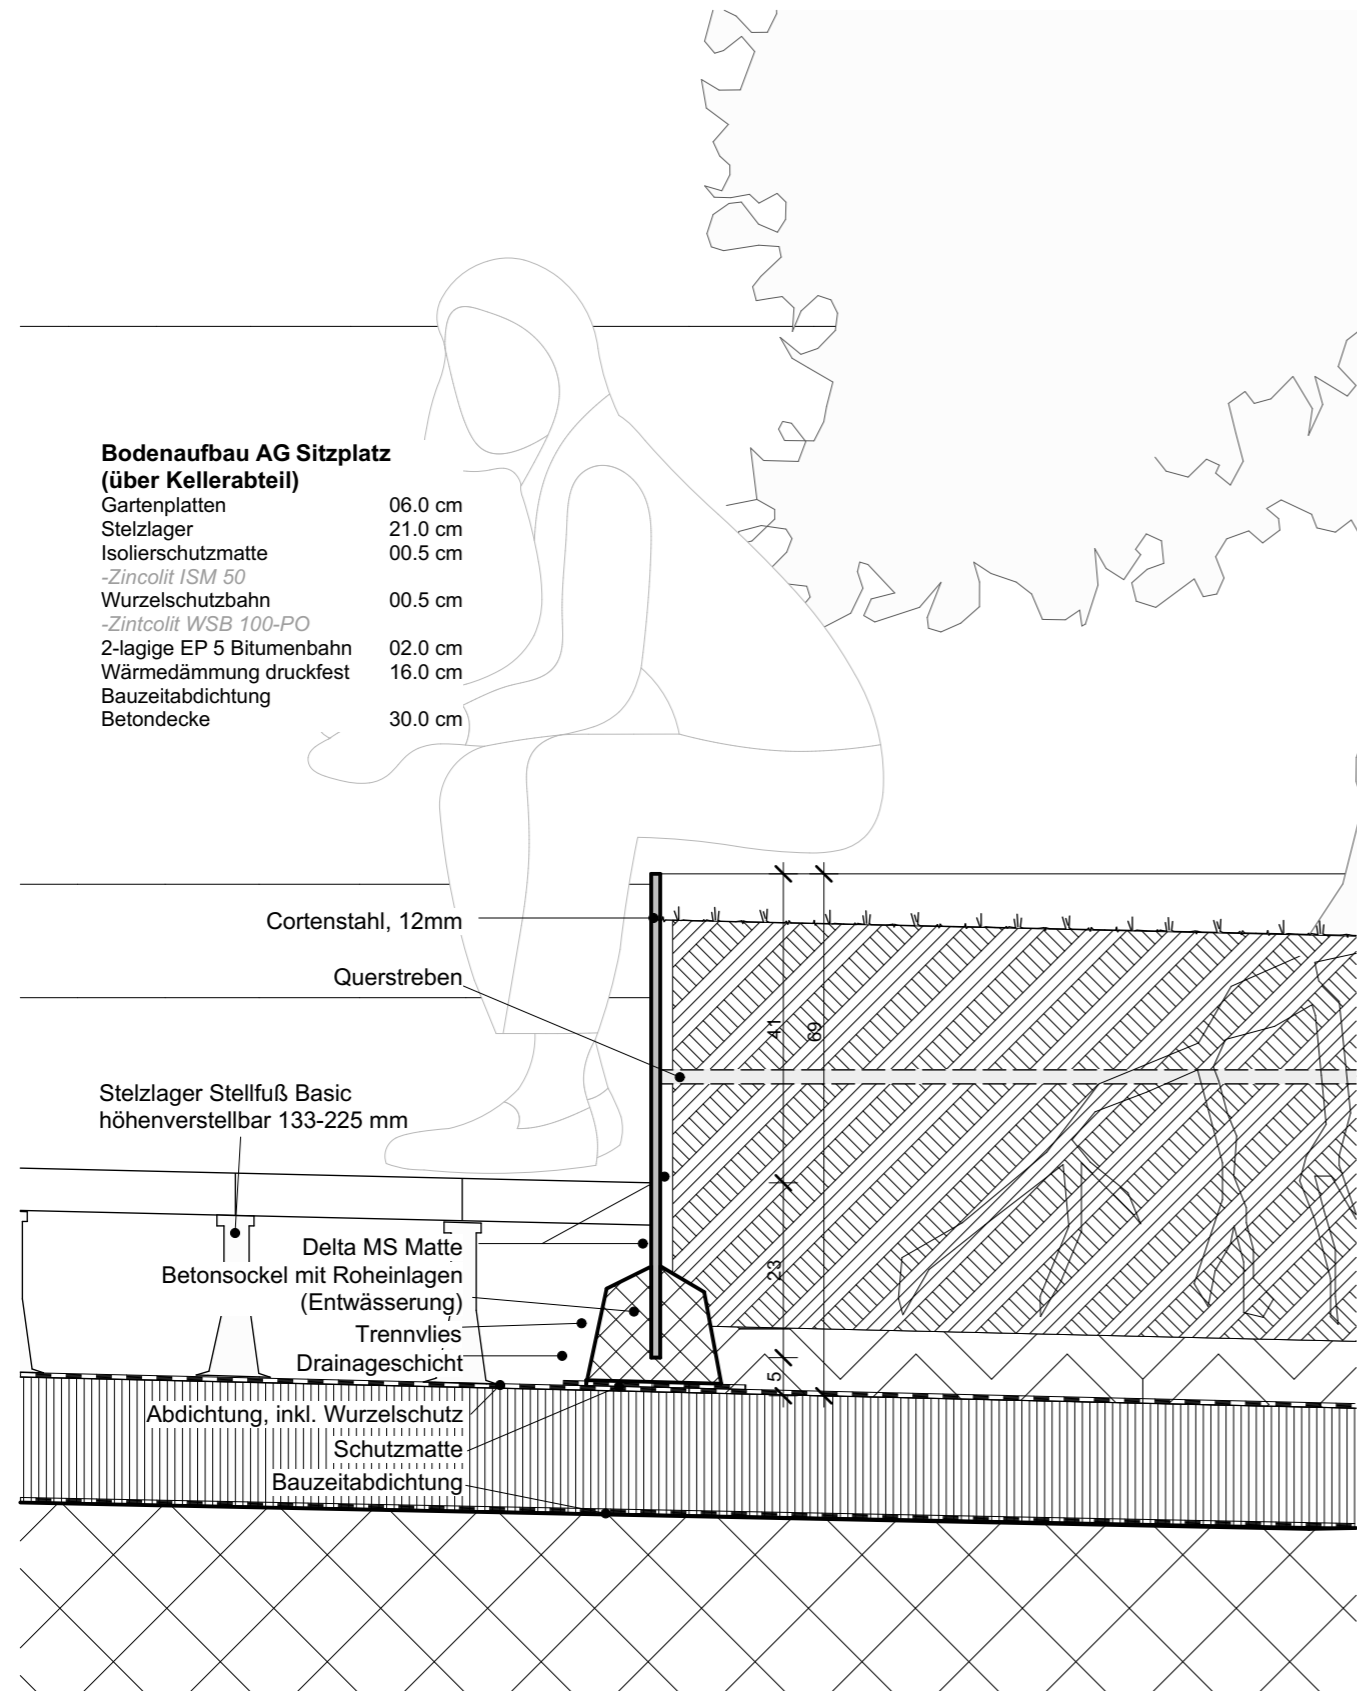 Bodenaufbau AG Sitzplatz
(über Kellerabteil)
Gartenplatten 06.0 cm
Stelzlager 21.0 cm
Isolierschutzmatte 00.5 cm
-Zincolit ISM 50
Wurzelschutzbahn 00.5 cm
-Zintcolit WSB 100-PO
2-lagige EP 5 Bitumenbahn 02.0 cm
Wärmedämmung druckfest 16.0 cm
Bauzeitabdichtung
Betondecke 30.0 cm
Cortenstahl, 12mm
Querstreben
41
69
Stelzlager Stellfuß Basic
höhenverstellbar 133-225 mm
Delta MS Matte
Betonsockel mit Roheinlagen
(Entwässerung)
23
Trennvlies
Drainageschicht
5
Abdichtung, inkl. Wurzelschutz
Schutzmatte
Bauzeitabdichtung